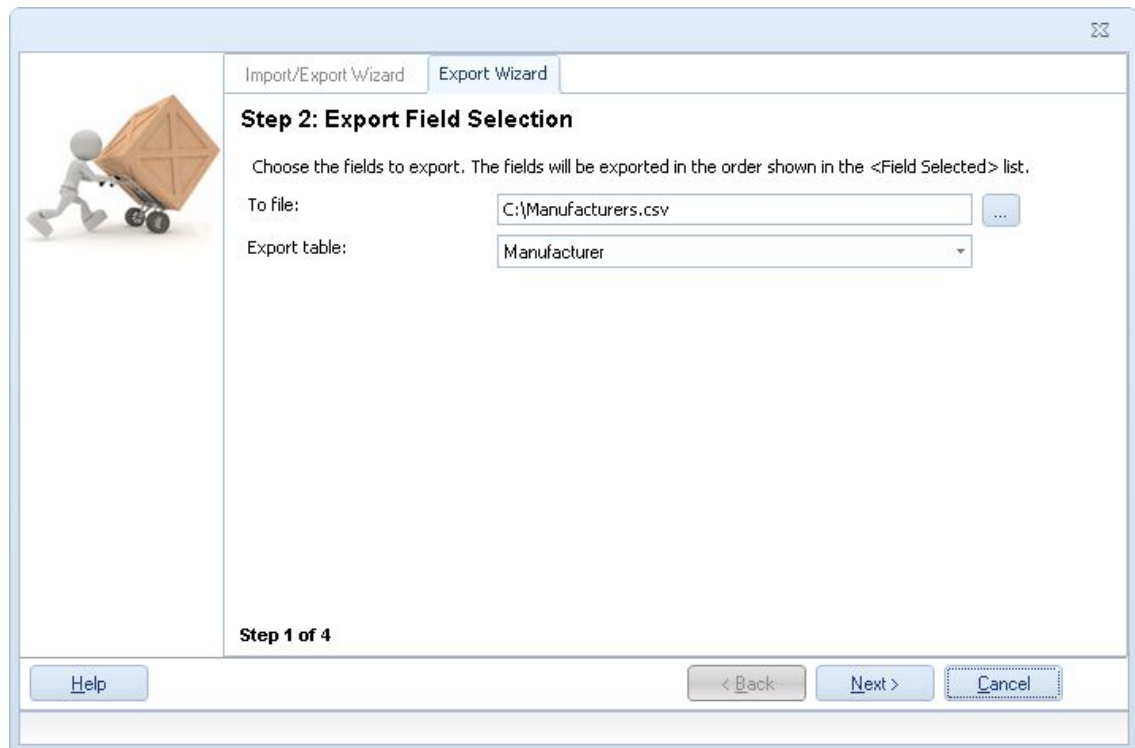 Import/Export Wizard
Export Wizard
Step 2: Export Field Selection
Choose the fields to export. The fields will be exported in the order shown in the <Field Selected> list.
To file:
C:\Manufacturers.csv
...
Export table:
Manufacturer
Step 1 of 4
Help
< Back
Next >
Cancel